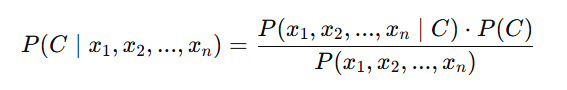 P(C | x₁, x₂, ..., xₙ) = P(x₁, x₂, ..., xₙ | C) · P(C) / P(x₁, x₂, ..., xₙ)